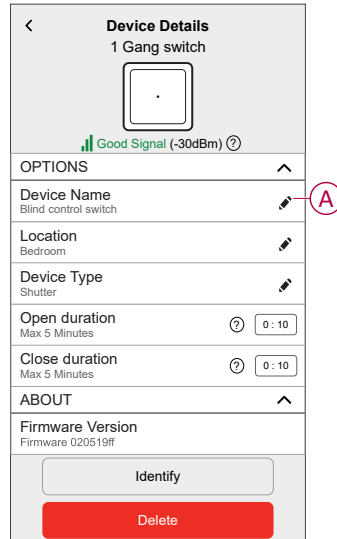 Device Details
1 Gang switch
Good Signal (-30dBm) ?
OPTIONS
Device Name
A
Blind control switch
Location
Bedroom
Device Type
Shutter
Open duration
? 0 : 10
Max 5 Minutes
Close duration
? 0 : 10
Max 5 Minutes
ABOUT
Firmware Version
Firmware 020519ff
Identify
Delete